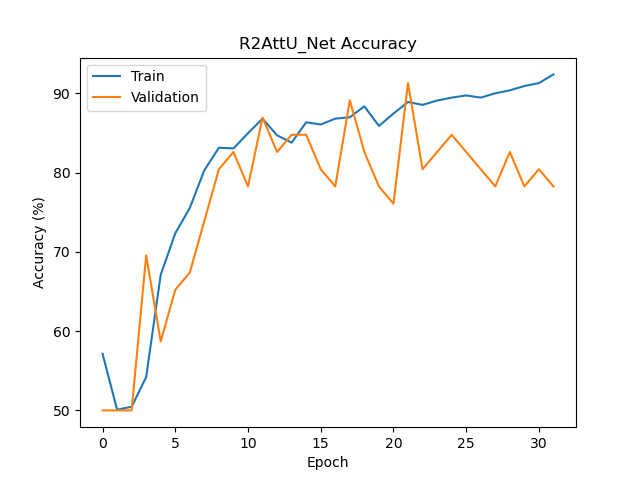 R2AttU_Net Accuracy
Train
Validation
Accuracy (%)
90
80
70
60
50
0 5 10 15 20 25 30
Epoch